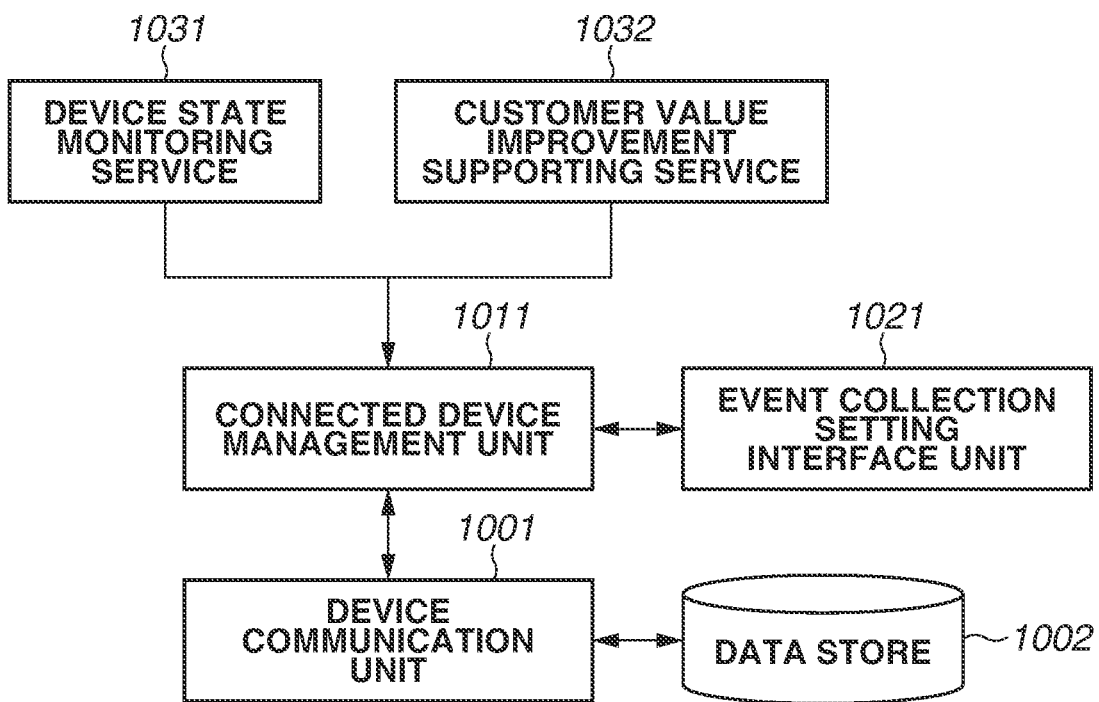 1031
1032
DEVICE STATE
MONITORING
SERVICE
CUSTOMER VALUE
IMPROVEMENT
SUPPORTING SERVICE
1011
1021
CONNECTED DEVICE
MANAGEMENT UNIT
EVENT COLLECTION
SETTING
INTERFACE UNIT
1001
DEVICE
COMMUNICATION
UNIT
DATA STORE
1002